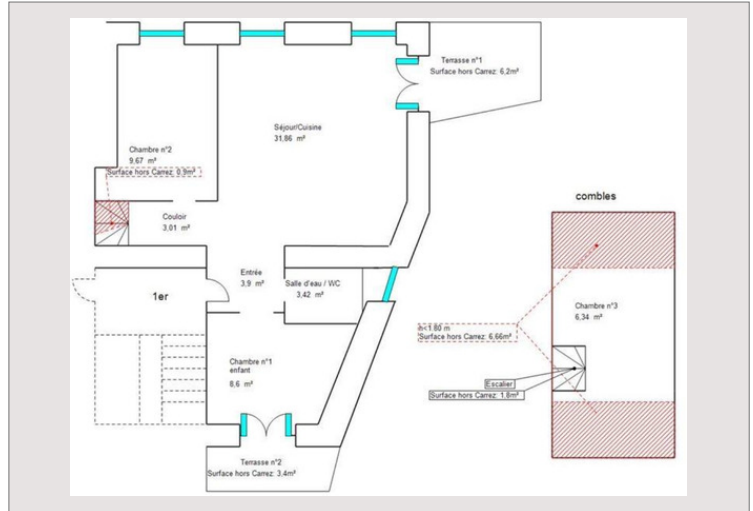 Terrasse n°1
Surface hors Carrez: 6,2m²
Séjour/Cuisine
31,86 m²
Chambre n°2
9,67 m²
Surface hors Carrez: 0,9m²
Couloir
3,01 m²
combles
Entrée
3,9 m²
Salle d'eau / WC
3,42 m²
1er
Chambre n°3
6,34 m²
h<1.80 m
Surface hors Carrez: 6,66m²
Chambre n°1
enfant
8,6 m²
Escalier
Surface hors Carrez: 1,8m²
Terrasse n°2
Surface hors Carrez: 3,4m²